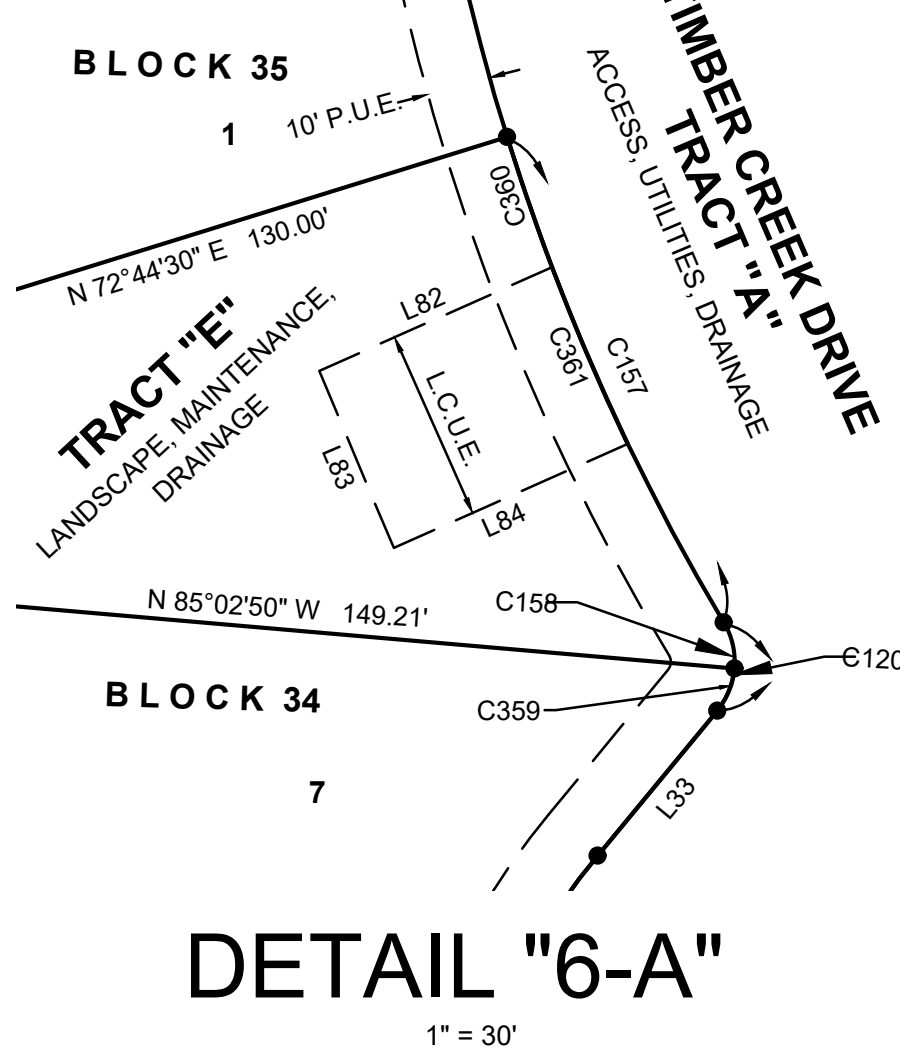 BLOCK 35
1
10' P.U.E.
TIMBER CREEK DRIVE
TRACT "A"
ACCESS, UTILITIES, DRAINAGE
C360
N 72°44'30" E 130.00'
L82
TRACT "E"
LANDSCAPE, MAINTENANCE,
DRAINAGE
C361
C157
L.C.U.E.
L83
L84
N 85°02'50" W 149.21'
C158
C120
BLOCK 34
C359
7
L33
DETAIL "6-A"
1" = 30'